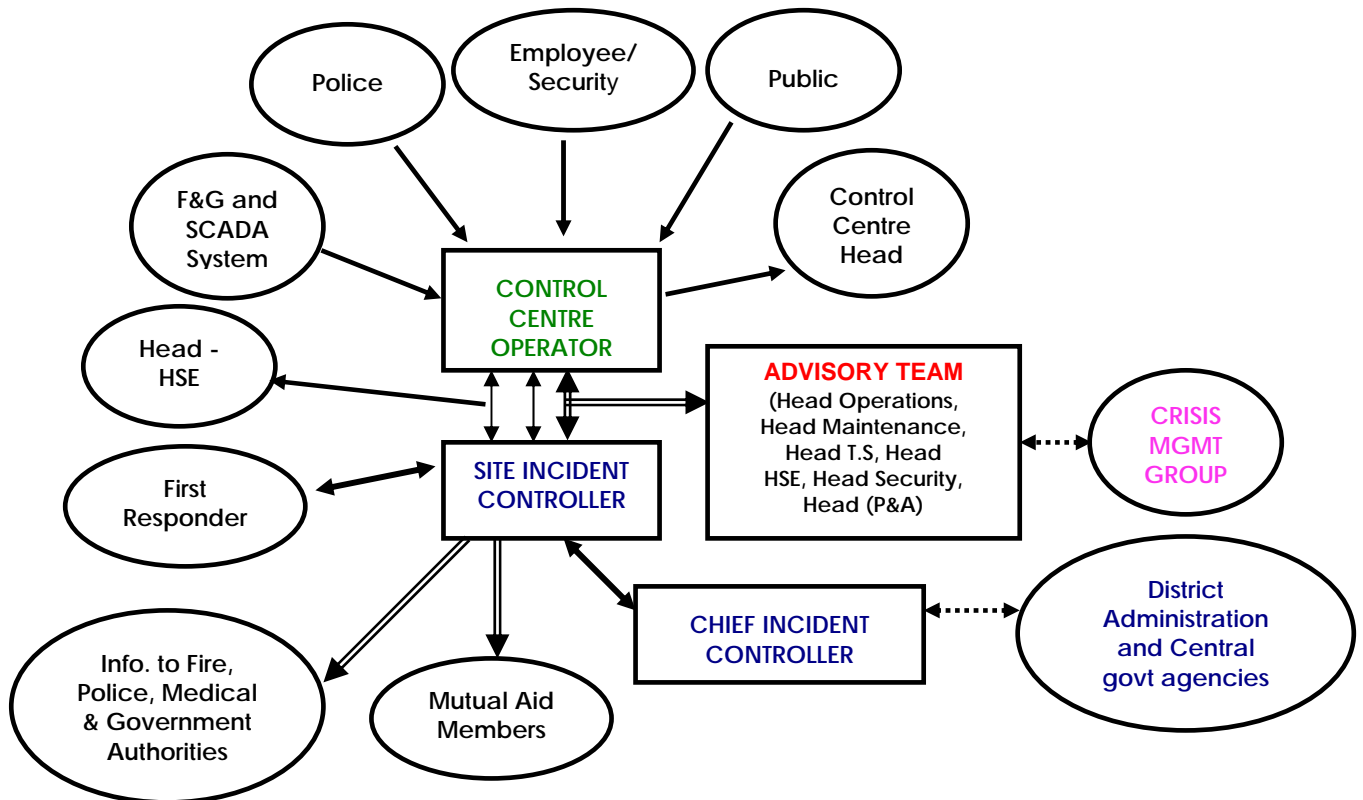 Police
Employee/
Security
Public
F&G and
SCADA
System
Control
Centre
Head
CONTROL
CENTRE
OPERATOR
Head -
HSE
ADVISORY TEAM
(Head Operations,
Head Maintenance,
Head T.S, Head
HSE, Head Security,
Head (P&A)
CRISIS
MGMT
GROUP
SITE INCIDENT
CONTROLLER
First
Responder
CHIEF INCIDENT
CONTROLLER
District
Administration
and Central
govt agencies
Info. to Fire,
Police, Medical
& Government
Authorities
Mutual Aid
Members